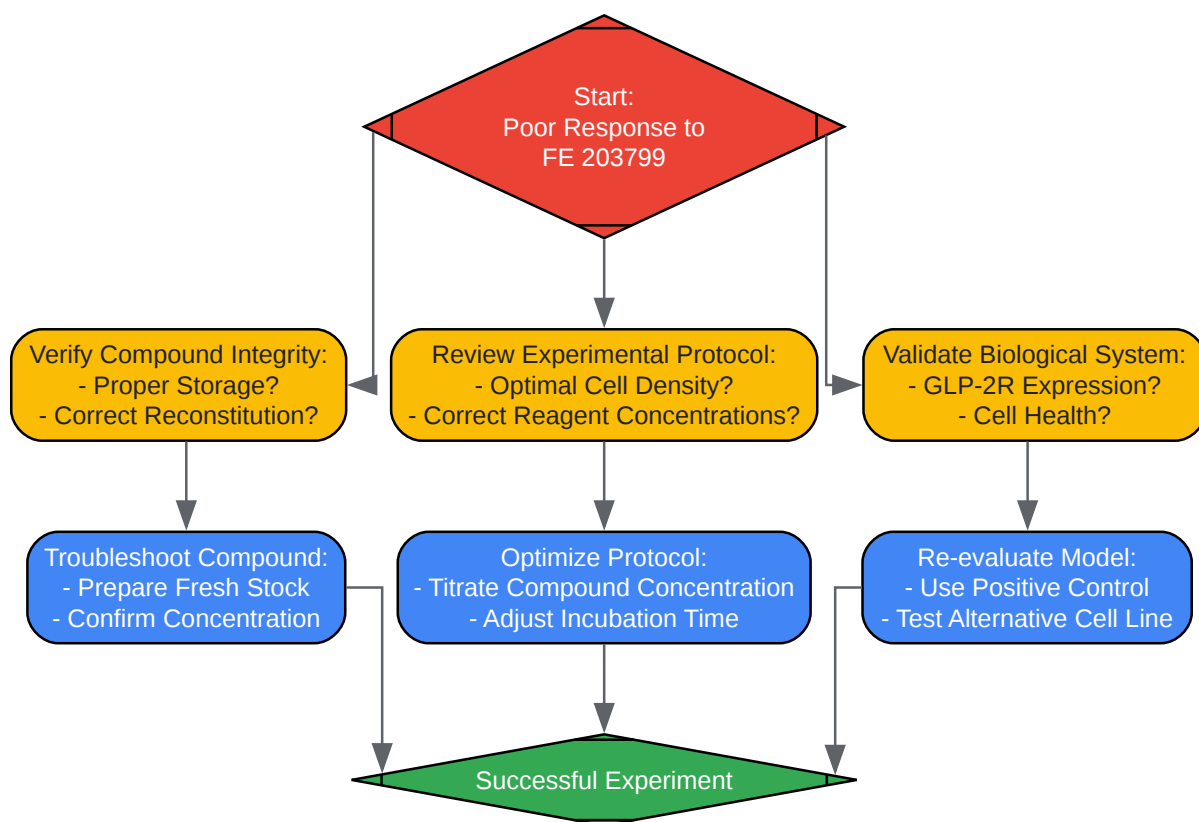 Start:
Poor Response to
FE 203799
Verify Compound Integrity:
- Proper Storage?
- Correct Reconstitution?
Review Experimental Protocol:
- Optimal Cell Density?
- Correct Reagent Concentrations?
Validate Biological System:
- GLP-2R Expression?
- Cell Health?
Troubleshoot Compound:
- Prepare Fresh Stock
- Confirm Concentration
Optimize Protocol:
- Titrate Compound Concentration
- Adjust Incubation Time
Re-evaluate Model:
- Use Positive Control
- Test Alternative Cell Line
Successful Experiment